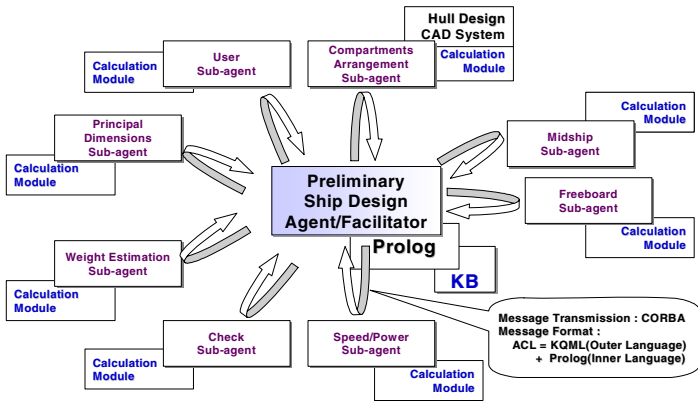 Hull Design
CAD System
User
Sub-agent
Calculation
Module
Compartments
Arrangement
Sub-agent
Calculation
Module
Principal
Dimensions
Sub-agent
Calculation
Module
Calculation
Module
Midship
Sub-agent
Preliminary
Ship Design
Agent/Facilitator
Prolog
KB
Freeboard
Sub-agent
Calculation
Module
Weight Estimation
Sub-agent
Calculation
Module
Check
Sub-agent
Calculation
Module
Speed/Power
Sub-agent
Calculation
Module
Message Transmission : CORBA
Message Format :
ACL = KQML(Outer Language)
+ Prolog(Inner Language)